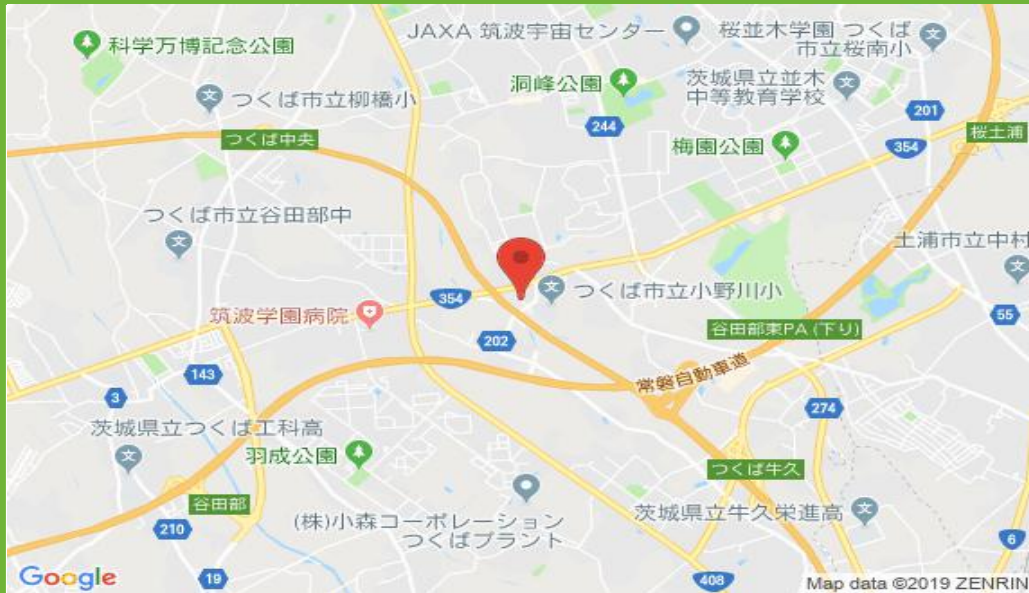 JAXA 筑波宇宙センター
桜並木学園 つくば
市立桜南小
科学万博記念公園
洞峰公園
茨城県立並木
中等教育学校
つくば市立柳橋小
201
244
桜土浦
つくば中央
梅園公園
354
つくば市立谷田部中
土浦市立中村
つくば市立小野川小
354
筑波学園病院
55
谷田部東PA (下り)
202
常磐自動車道
143
3
274
茨城県立つくば工科高
羽成公園
つくば牛久
谷田部
茨城県立牛久栄進高
(株)小森コーポレーション
つくばプラント
210
6
Google
19
408
Map data ©2019 ZENRIN